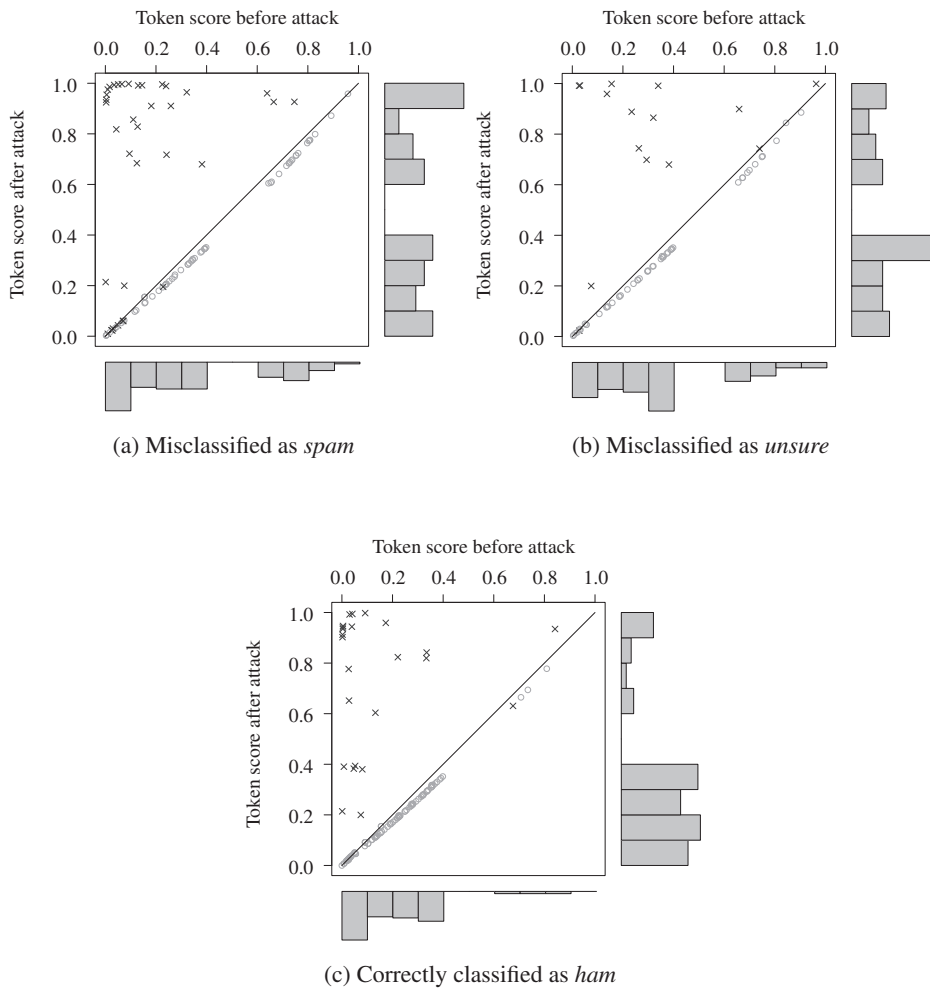 Token score before attack
0.0 0.2 0.4 0.6 0.8 1.0
Token score after attack
1.0
0.8
0.6
0.4
0.2
0.0
(a) Misclassified as spam
Token score before attack
0.0 0.2 0.4 0.6 0.8 1.0
Token score after attack
1.0
0.8
0.6
0.4
0.2
0.0
(b) Misclassified as unsure
Token score before attack
0.0 0.2 0.4 0.6 0.8 1.0
Token score after attack
1.0
0.8
0.6
0.4
0.2
0.0
(c) Correctly classified as ham